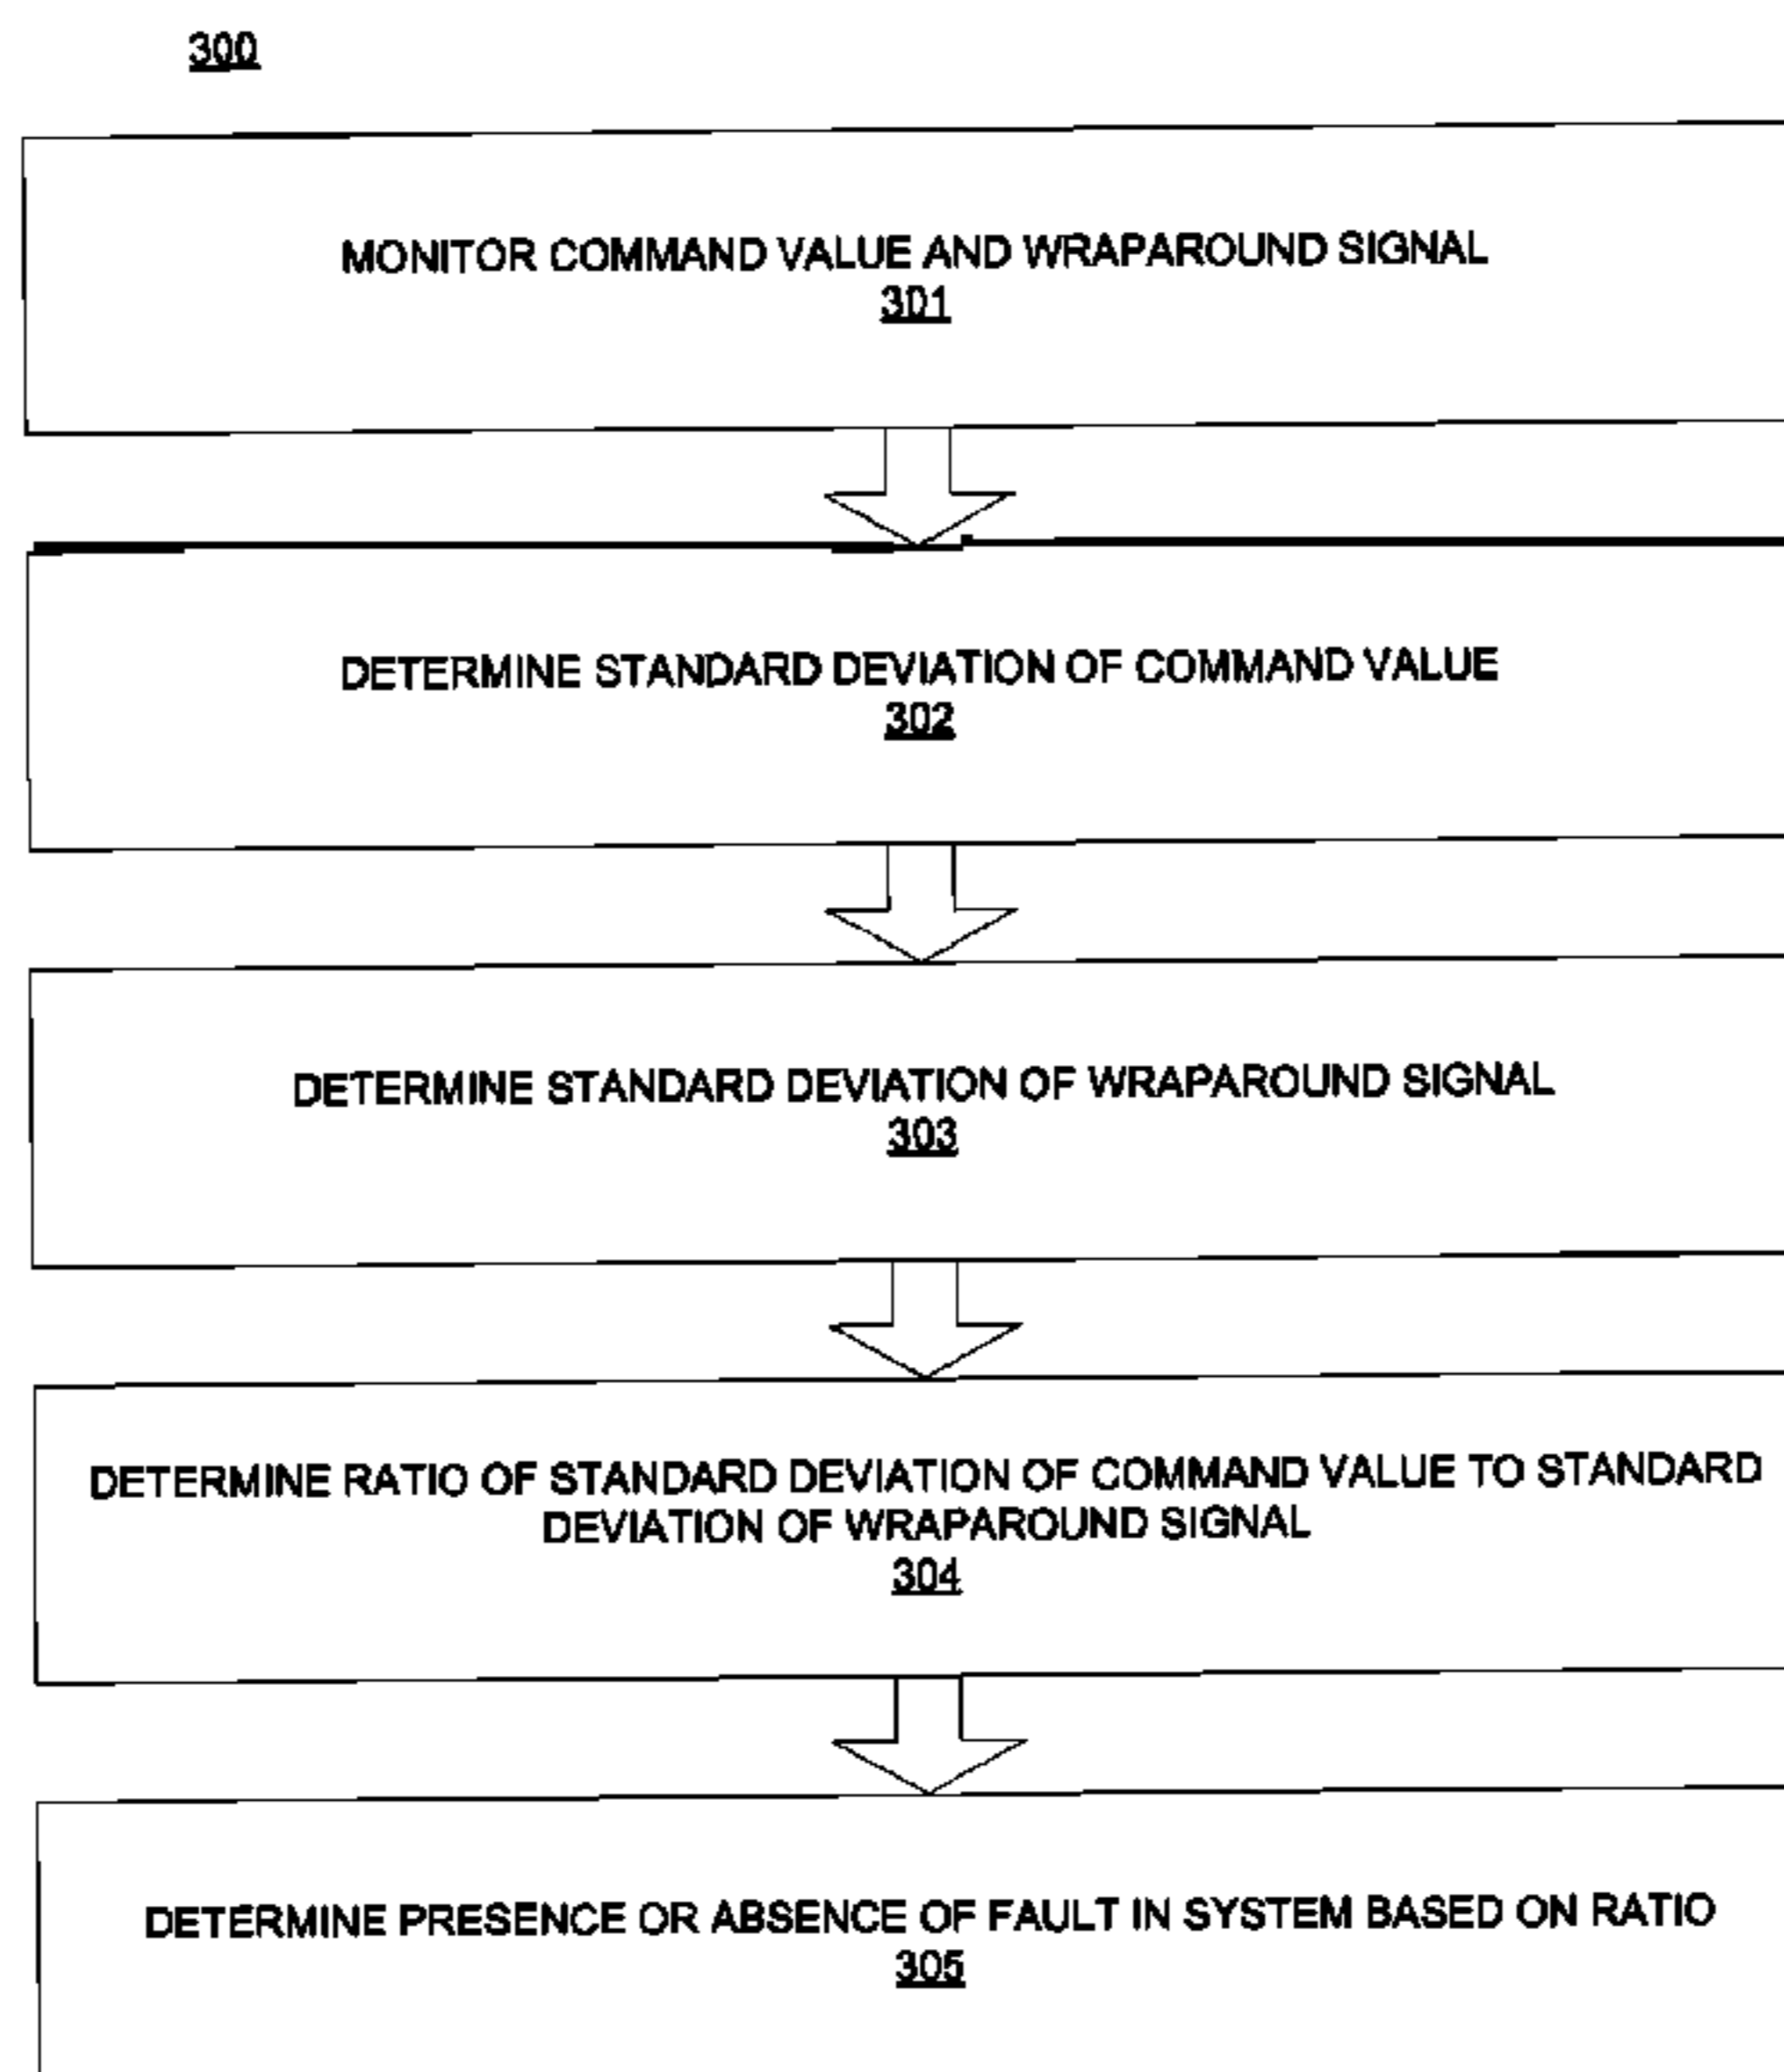 300
MONITOR COMMAND VALUE AND WRAPAROUND SIGNAL
301
DETERMINE STANDARD DEVIATION OF COMMAND VALUE
302
DETERMINE STANDARD DEVIATION OF WRAPAROUND SIGNAL
303
DETERMINE RATIO OF STANDARD DEVIATION OF COMMAND VALUE TO STANDARD
DEVIATION OF WRAPAROUND SIGNAL
304
DETERMINE PRESENCE OR ABSENCE OF FAULT IN SYSTEM BASED ON RATIO
305